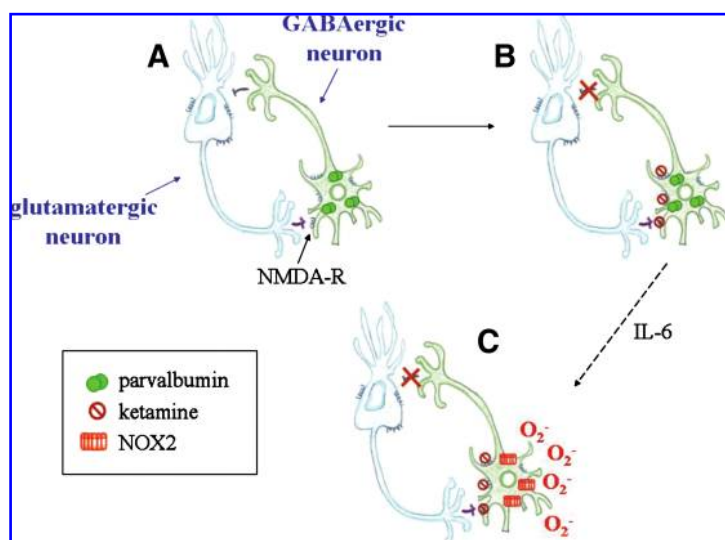 GABAergic
neuron
A
B
glutamatergic
neuron
NMDA-R
IL-6
C
parvalbumin
ketamine
NOX2
O₂⁻
O₂⁻
O₂⁻
O₂⁻
O₂⁻